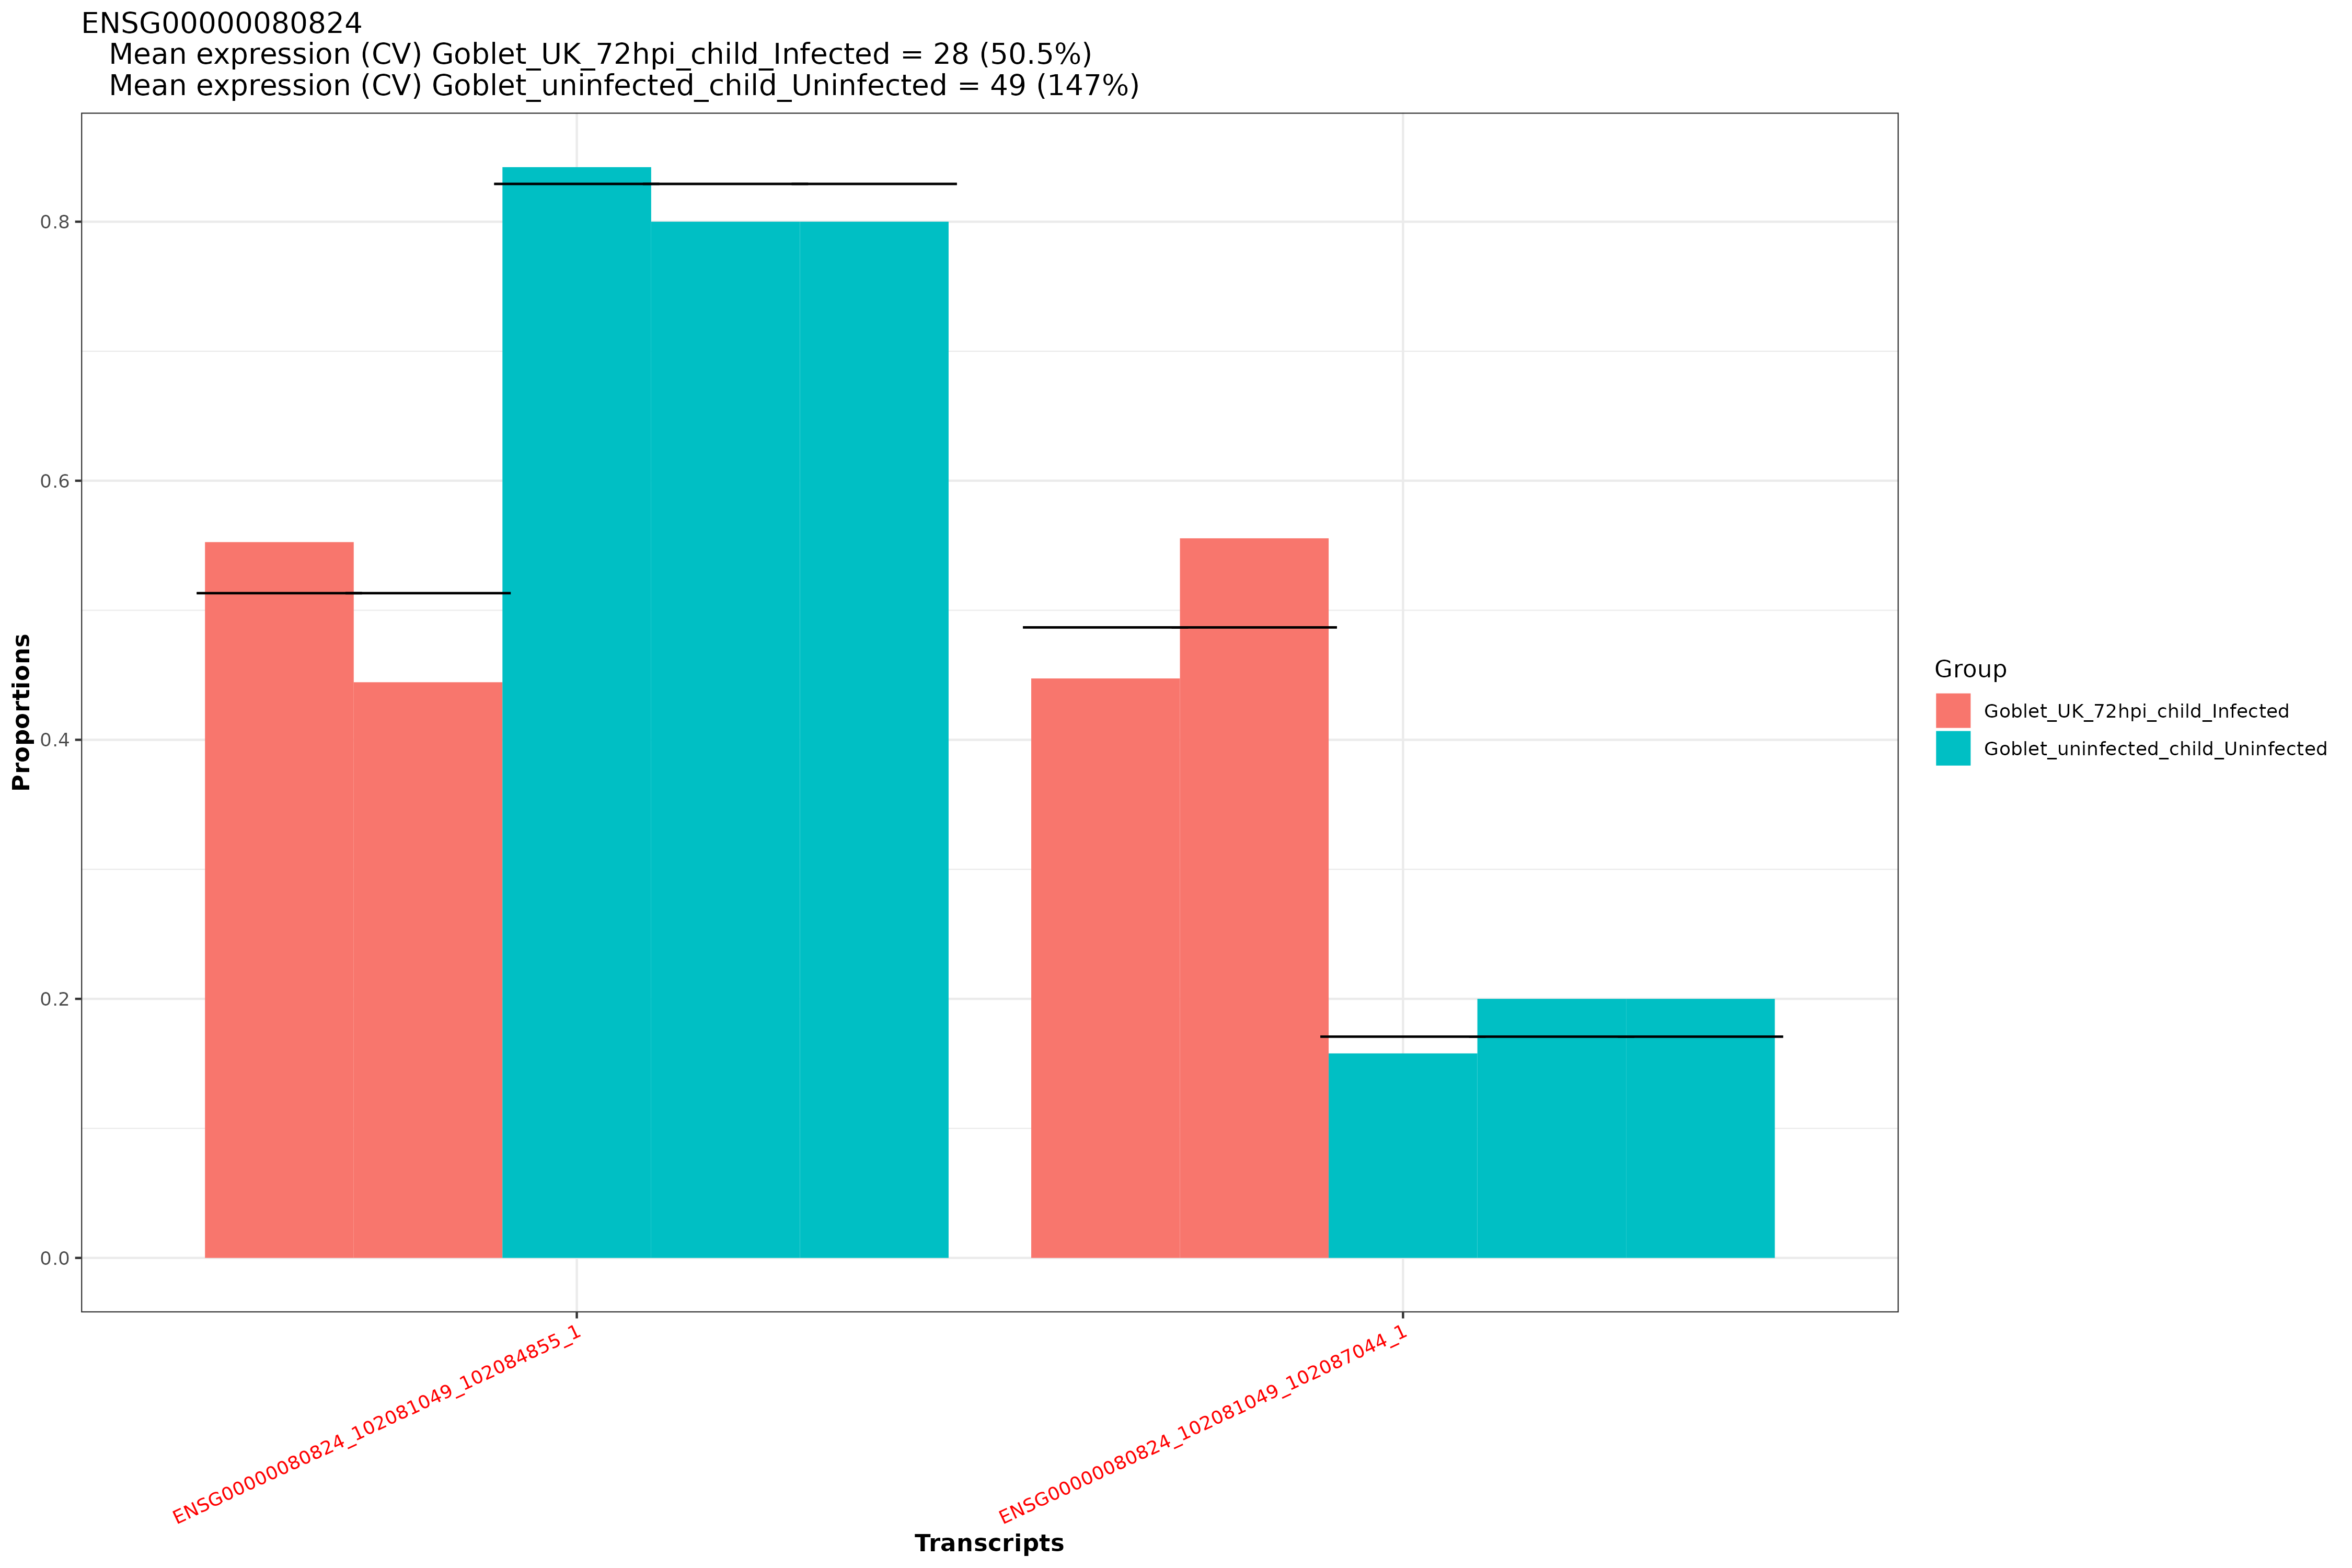 ENSG00000080824
Mean expression (CV) Goblet_UK_72hpi_child_Infected = 28 (50.5%)
Mean expression (CV) Goblet_uninfected_child_Uninfected = 49 (147%)
Proportions
0.8
0.6
0.4
0.2
0.0
ENSG00000080824_102081049_102084855_1
ENSG00000080824_102081049_102087044_1
Transcripts
Group
Goblet_UK_72hpi_child_Infected
Goblet_uninfected_child_Uninfected